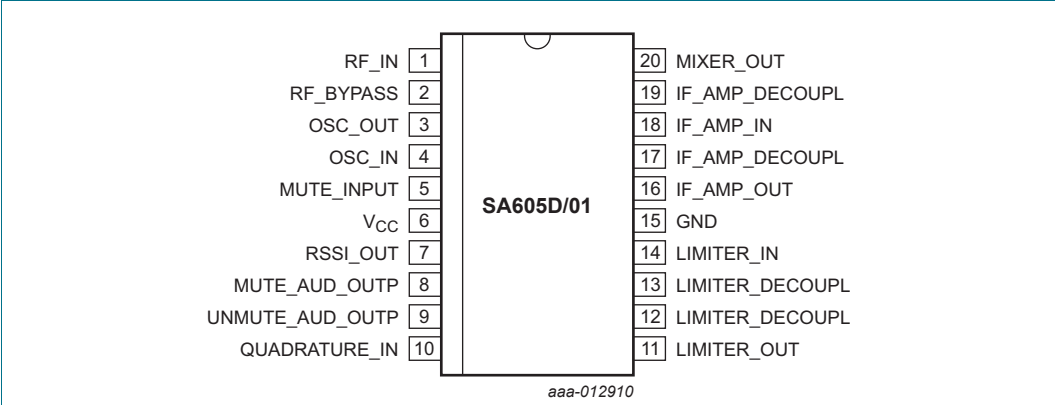 RF_IN 1
RF_BYPASS 2
OSC_OUT 3
OSC_IN 4
MUTE_INPUT 5
VCC 6
RSSI_OUT 7
MUTE_AUD_OUTP 8
UNMUTE_AUD_OUTP 9
QUADRATURE_IN 10
SA605D/01
20 MIXER_OUT
19 IF_AMP_DECOUPL
18 IF_AMP_IN
17 IF_AMP_DECOUPL
16 IF_AMP_OUT
15 GND
14 LIMITER_IN
13 LIMITER_DECOUPL
12 LIMITER_DECOUPL
11 LIMITER_OUT
aaa-012910